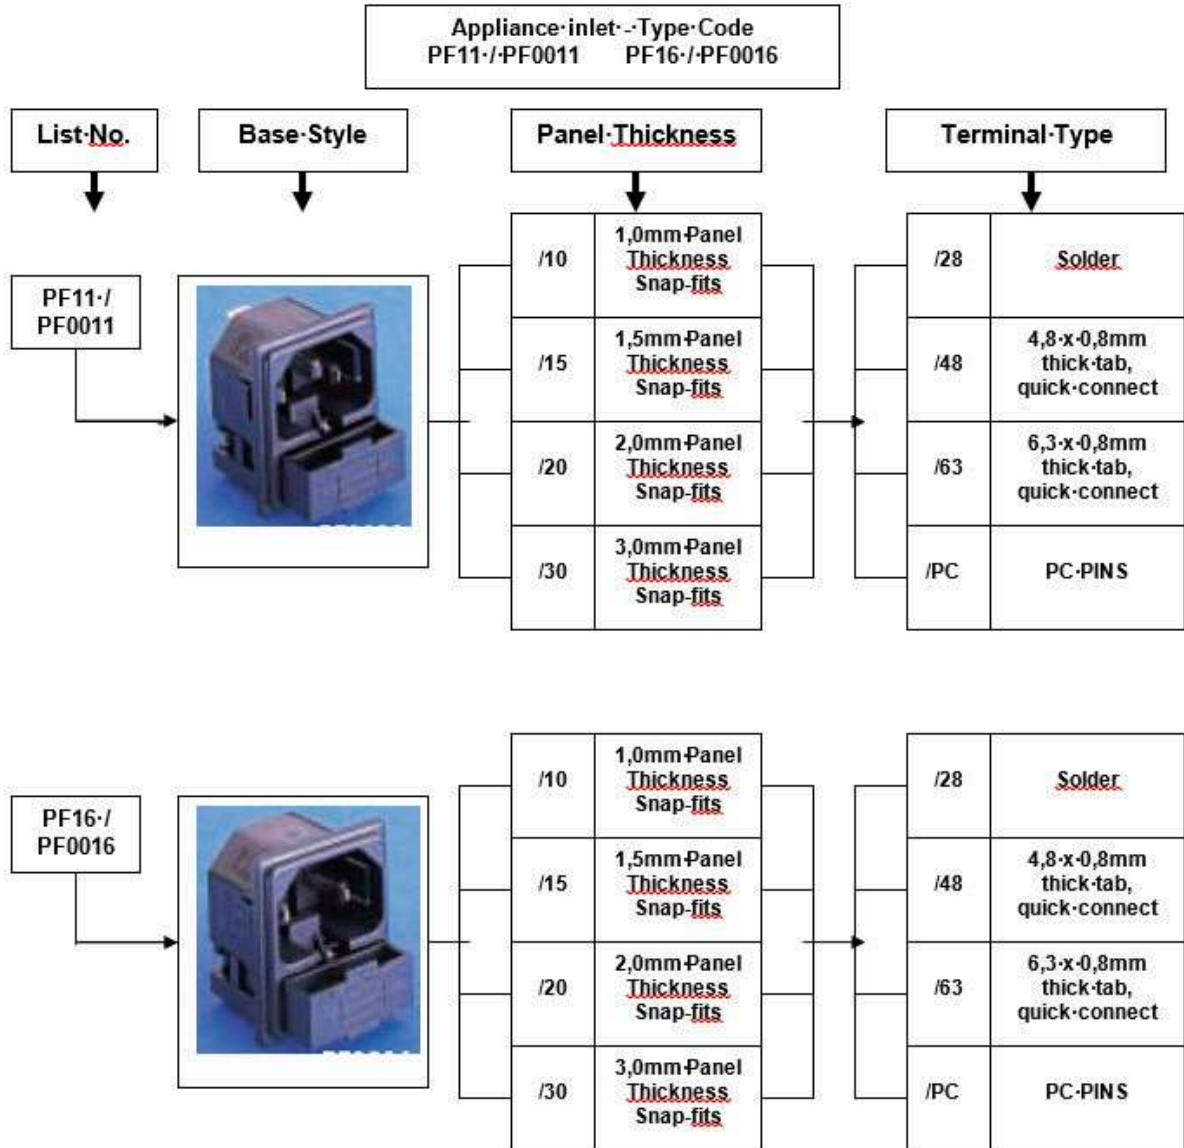 Appliance·inlet·-·Type·Code
PF11·/·PF0011 PF16·/·PF0016
List·No.
Base·Style
Panel·Thickness
Terminal·Type
PF11·/
PF0011
/10
1,0mm·Panel
Thickness
Snap-fits
/15
1,5mm·Panel
Thickness
Snap-fits
/20
2,0mm·Panel
Thickness
Snap-fits
/30
3,0mm·Panel
Thickness
Snap-fits
/28
Solder
/48
4,8·x·0,8mm
thick·tab,
quick·connect
/63
6,3·x·0,8mm
thick·tab,
quick·connect
/PC
PC·PINS
PF16·/
PF0016
/10
1,0mm·Panel
Thickness
Snap-fits
/15
1,5mm·Panel
Thickness
Snap-fits
/20
2,0mm·Panel
Thickness
Snap-fits
/30
3,0mm·Panel
Thickness
Snap-fits
/28
Solder
/48
4,8·x·0,8mm
thick·tab,
quick·connect
/63
6,3·x·0,8mm
thick·tab,
quick·connect
/PC
PC·PINS